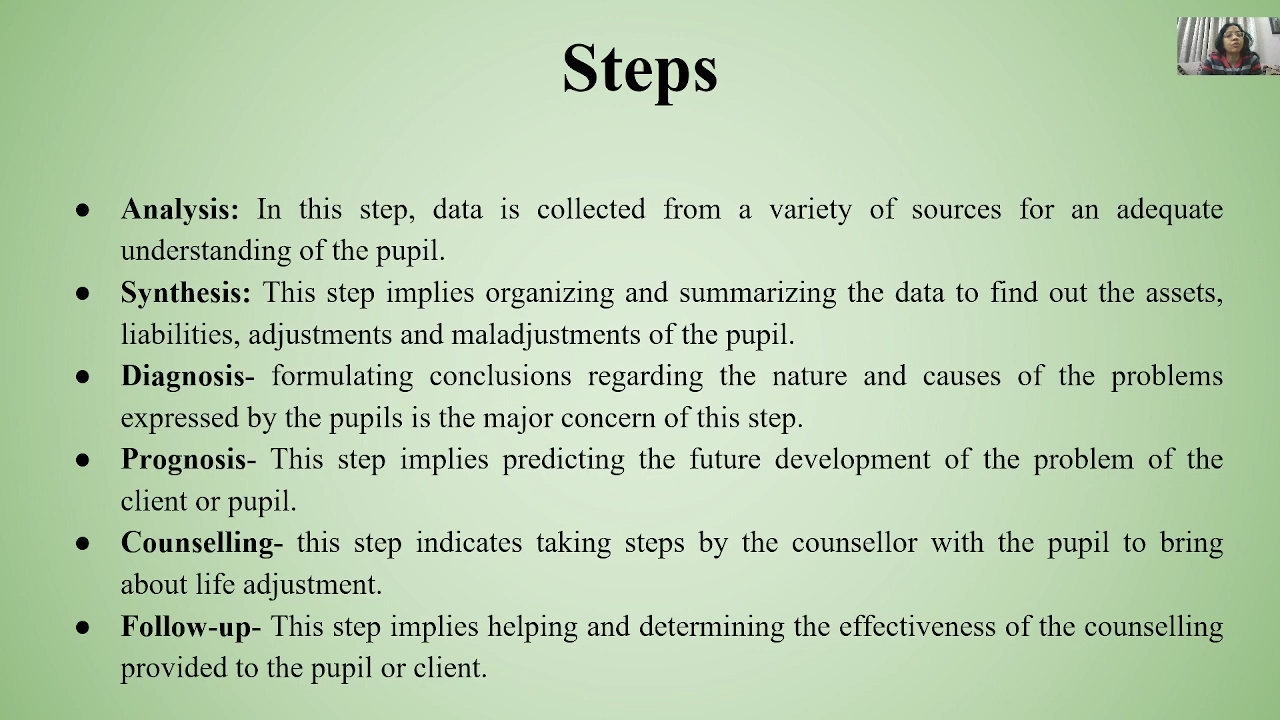 Steps
● Analysis: In this step, data is collected from a variety of sources for an adequate
understanding of the pupil.
● Synthesis: This step implies organizing and summarizing the data to find out the assets,
liabilities, adjustments and maladjustments of the pupil.
● Diagnosis- formulating conclusions regarding the nature and causes of the problems
expressed by the pupils is the major concern of this step.
● Prognosis- This step implies predicting the future development of the problem of the
client or pupil.
● Counselling- this step indicates taking steps by the counsellor with the pupil to bring
about life adjustment.
● Follow-up- This step implies helping and determining the effectiveness of the counselling
provided to the pupil or client.